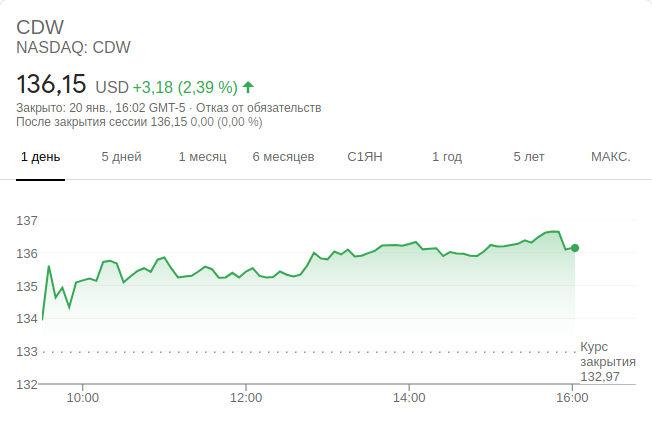 CDW
NASDAQ: CDW
136,15 USD +3,18 (2,39 %)
Закрыто: 20 янв., 16:02 GMT-5 · Отказ от обязательств
После закрытия сессии 136,15 0,00 (0,00 %)
1 день 5 дней 1 месяц 6 месяцев С1ЯН 1 год 5 лет МАКС.
137
136
135
134
133
Курс
закрытия
132,97
132
10:00 12:00 14:00 16:00